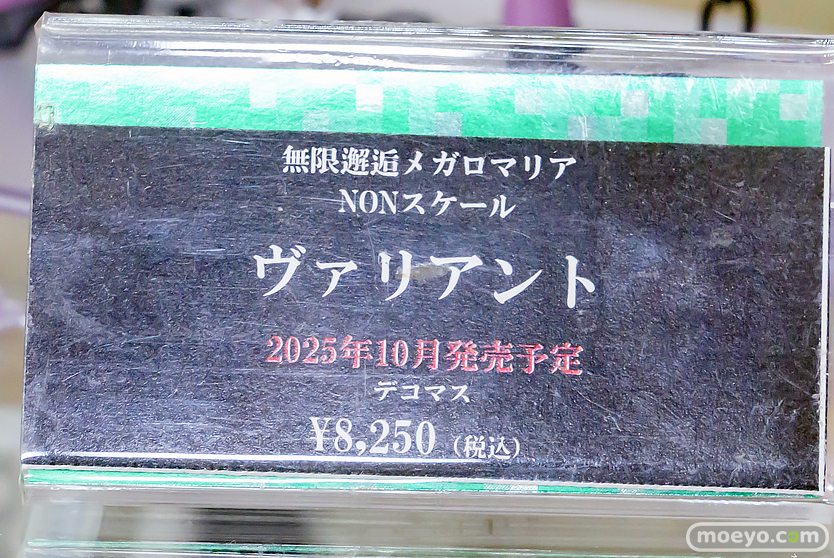 無限邂逅メガロマリア
NONスケール
ヴァリアント
2025年10月発売予定
デコマス
¥8,250 (税込)
moeyo.com